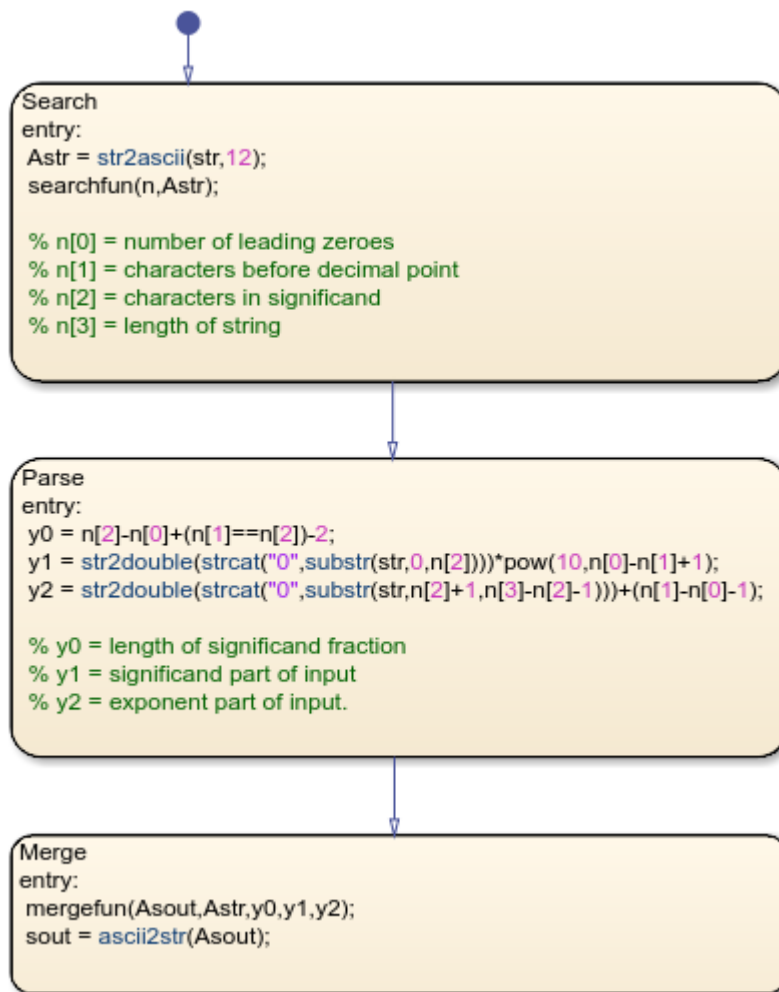 Search
entry:
Astr = str2ascii(str,12);
searchfun(n,Astr);
% n[0] = number of leading zeroes
% n[1] = characters before decimal point
% n[2] = characters in significand
% n[3] = length of string
Parse
entry:
y0 = n[2]-n[0]+(n[1]==n[2])-2;
y1 = str2double(strcat("0",substr(str,0,n[2])))*pow(10,n[0]-n[1]+1);
y2 = str2double(strcat("0",substr(str,n[2]+1,n[3]-n[2]-1)))+(n[1]-n[0]-1);
% y0 = length of significand fraction
% y1 = significand part of input
% y2 = exponent part of input.
Merge
entry:
mergefun(Asout,Astr,y0,y1,y2);
sout = ascii2str(Asout);